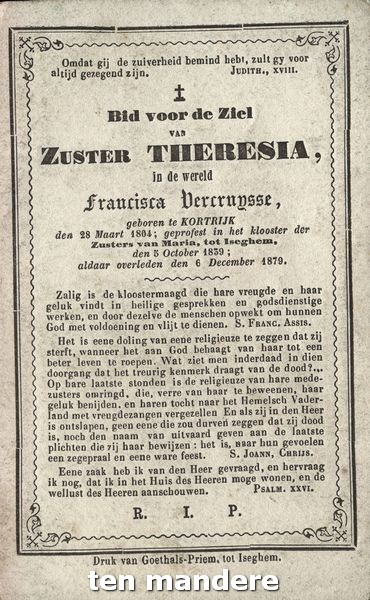 Omdat gij de zuiverheid bemind hebt, zult gy voor
altijd gezegend zijn. JUDITH., XVIII.
Bid voor de Ziel
VAN
ZUSTER THERESIA,
in de wereld
Francisca Vercruysse,
geboren te KORTRIJK
den 28 Maart 1804; geprofest in het klooster der
Zusters van Maria, tot Iseghem,
den 3 October 1839;
aldaar overleden den 6 December 1879.
Zalig is de kloostermaagd die hare vreugde en haar
geluk vindt in heilige gesprekken en godsdienstige
werken, en door dezelve de menschen opwekt om hunnen
God met voldoening en vlijt te dienen. S. FRANC. ASSIS.
Het is eene doling van eene religieuze te zeggen dat zij
sterft, wanneer het aan God behaagt van haar tot een
beter leven te roepen. Wat ziet men inderdaad in dien
doorgang dat het treurig kenmerk draagt van de dood?...
Op hare laatste stonden is de religieuze van hare mede-
zusters omringd, die, verre van haar te beweenen, haar
geluk benijden, en haren tocht naar het Hemelsch Vader-
land met vreugdezangen vergezellen En als zij in den Heer
is ontslapen, geen eene die zou durven zeggen dat zij dood
is, noch den naam van uitvaard geven aan de laatste
plichten die zij haar bewijzen: het is, naar hun gevoelen
een zegepraal en eene ware feest. S. JOANN, CHRIJS.
Eene zaak heb ik van den Heer gevraagd, en hervraag
ik nog, dat ik in het Huis des Heeren moge wonen, en de
wellust des Heeren aanschouwen. PSALM. XXVI.
R. I. P.
Druk van Goethals-Priem, tot Iseghem.
ten mandere